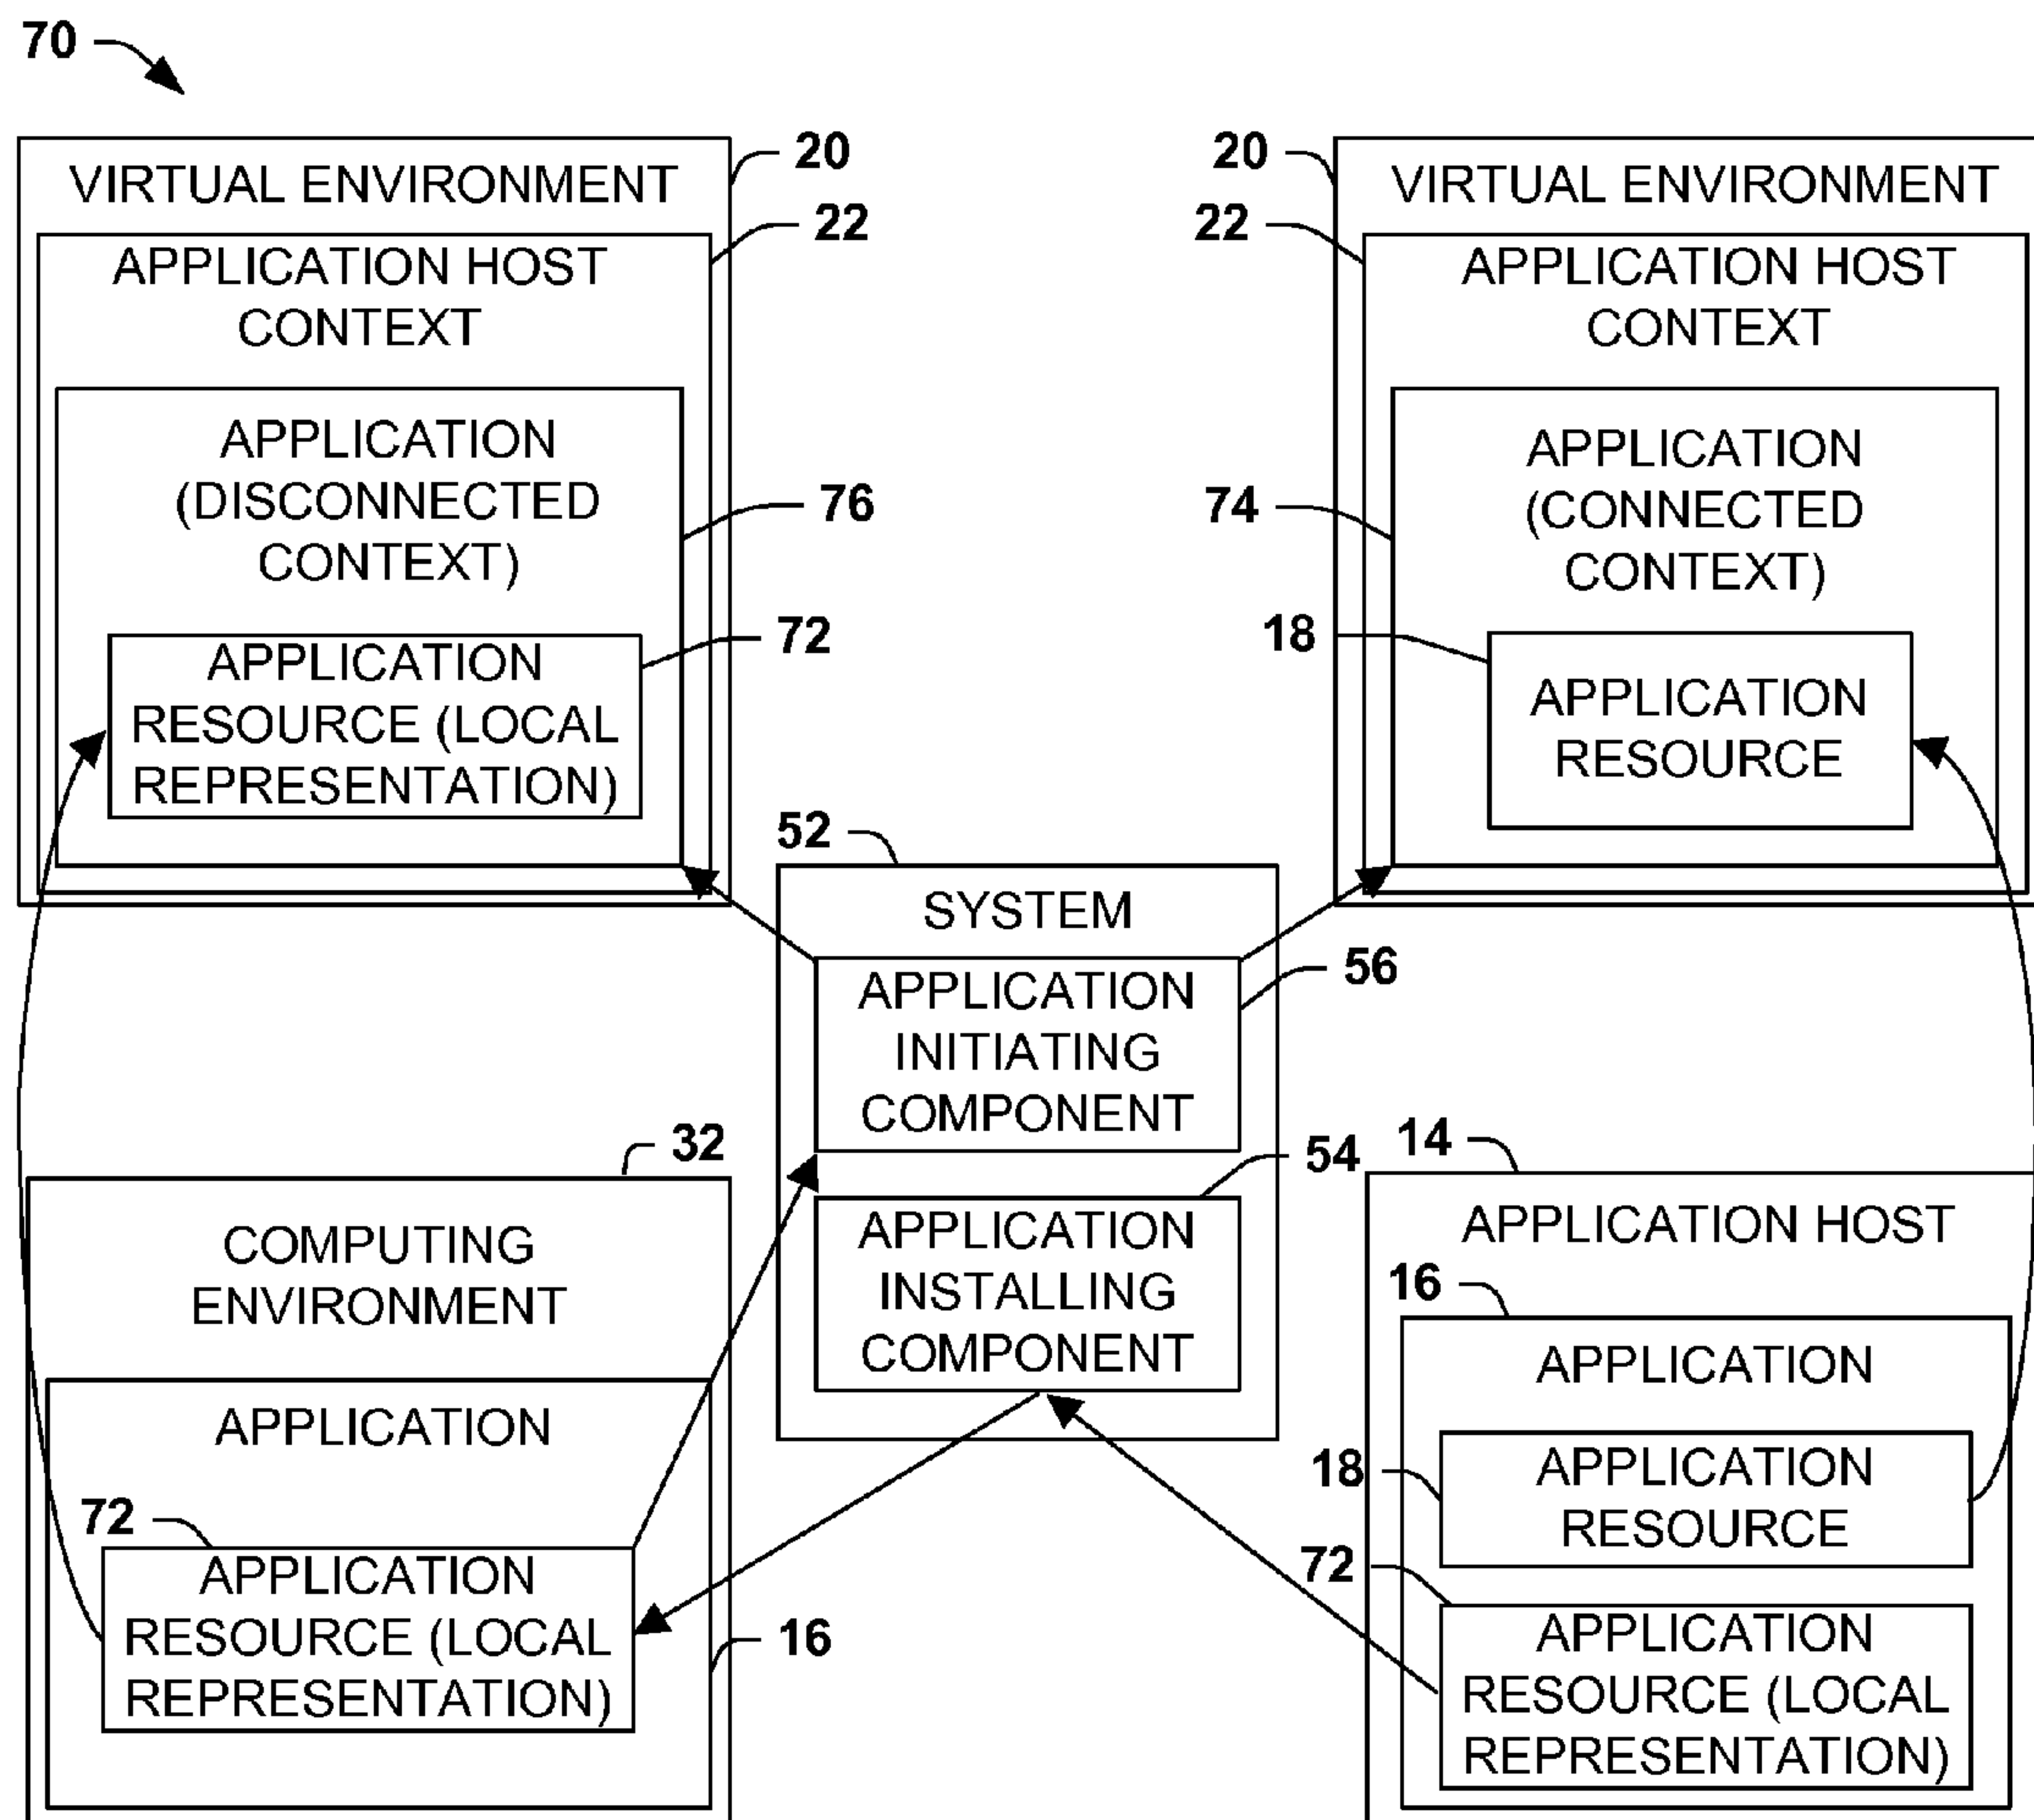 70
VIRTUAL ENVIRONMENT
20
22
APPLICATION HOST
CONTEXT
APPLICATION
(DISCONNECTED
CONTEXT)
76
72
APPLICATION
RESOURCE (LOCAL
REPRESENTATION)
20
VIRTUAL ENVIRONMENT
22
APPLICATION HOST
CONTEXT
APPLICATION
(CONNECTED
CONTEXT)
74
18
APPLICATION
RESOURCE
52
SYSTEM
APPLICATION
INITIATING
COMPONENT
56
54
APPLICATION
INSTALLING
COMPONENT
32
COMPUTING
ENVIRONMENT
APPLICATION
72
APPLICATION
RESOURCE (LOCAL
REPRESENTATION)
16
14
APPLICATION HOST
16
APPLICATION
18
APPLICATION
RESOURCE
72
APPLICATION
RESOURCE (LOCAL
REPRESENTATION)